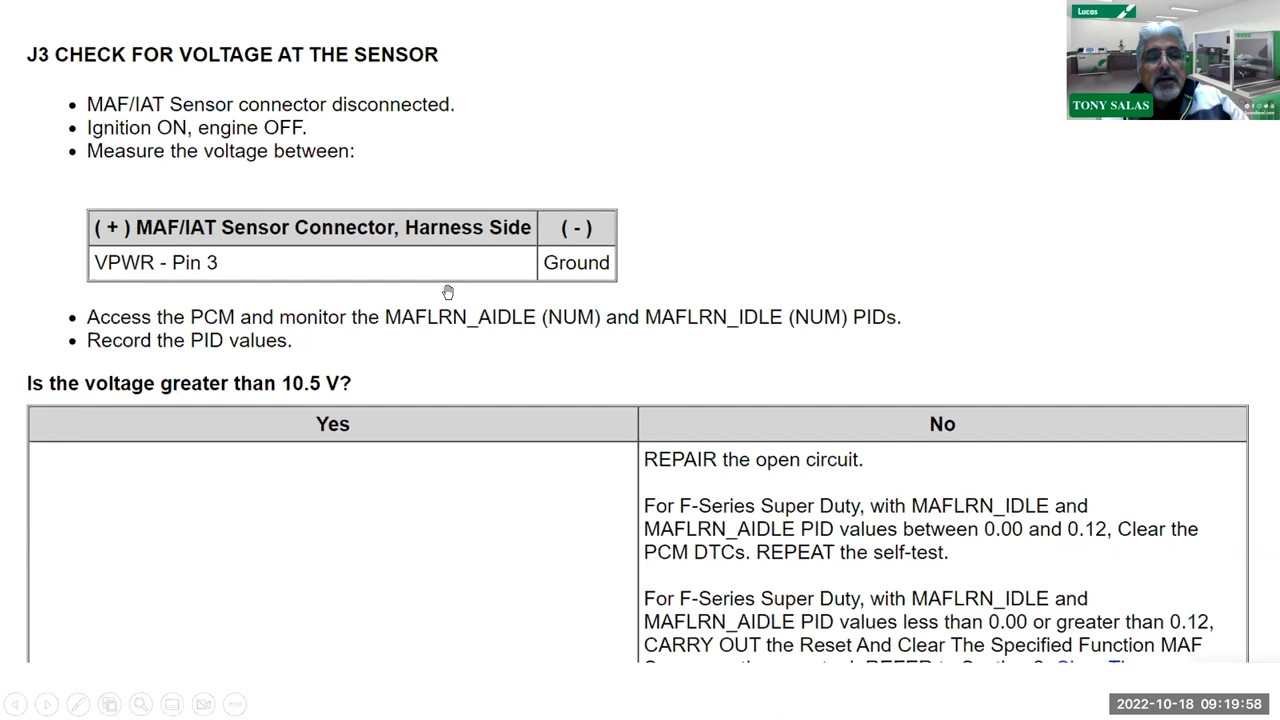 Lucas
TONY SALAS
J3 CHECK FOR VOLTAGE AT THE SENSOR
• MAF/IAT Sensor connector disconnected.
• Ignition ON, engine OFF.
• Measure the voltage between:
( + ) MAF/IAT Sensor Connector, Harness Side ( - )
VPWR - Pin 3 Ground
• Access the PCM and monitor the MAFLRN_AIDLE (NUM) and MAFLRN_IDLE (NUM) PIDs.
• Record the PID values.
Is the voltage greater than 10.5 V?
Yes No
REPAIR the open circuit.
For F-Series Super Duty, with MAFLRN_IDLE and
MAFLRN_AIDLE PID values between 0.00 and 0.12, Clear the
PCM DTCs. REPEAT the self-test.
For F-Series Super Duty, with MAFLRN_IDLE and
MAFLRN_AIDLE PID values less than 0.00 or greater than 0.12,
CARRY OUT the Reset And Clear The Specified Function MAF
2022-10-18 09:19:58